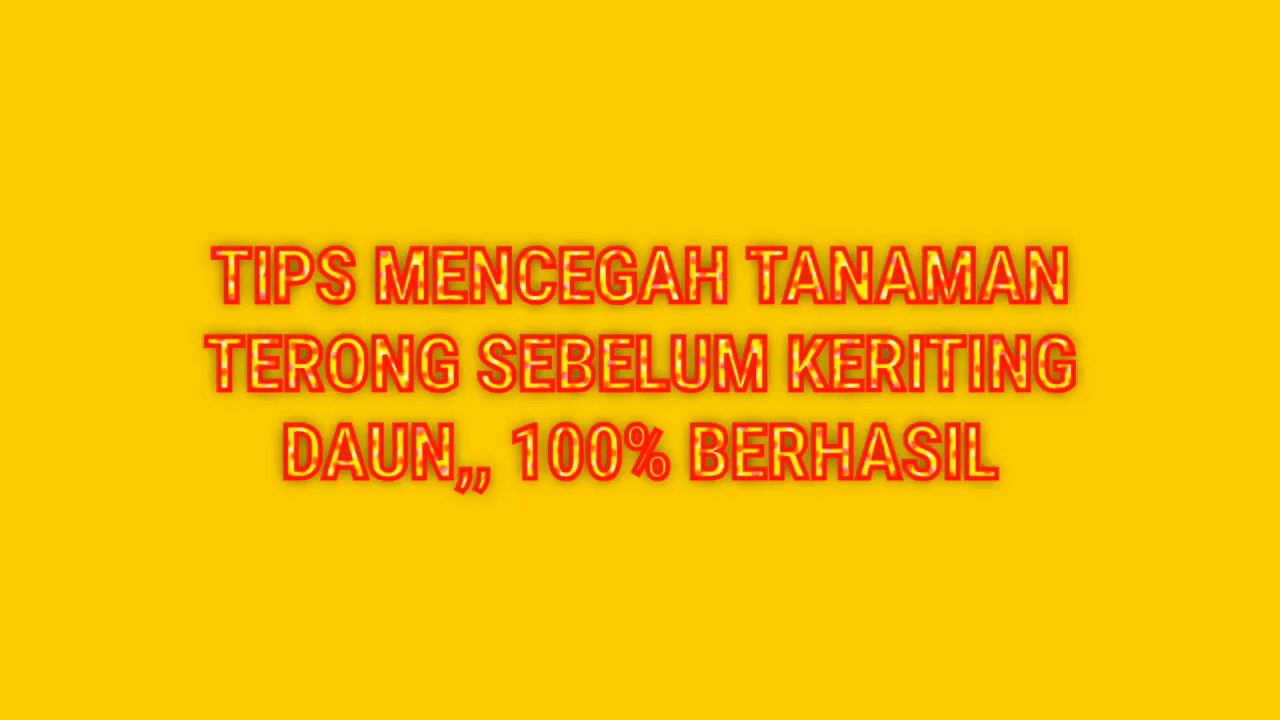 TIPS MENCEGAH TANAMAN
TERONG SEBELUM KERITING
DAUN,, 100% BERHASIL